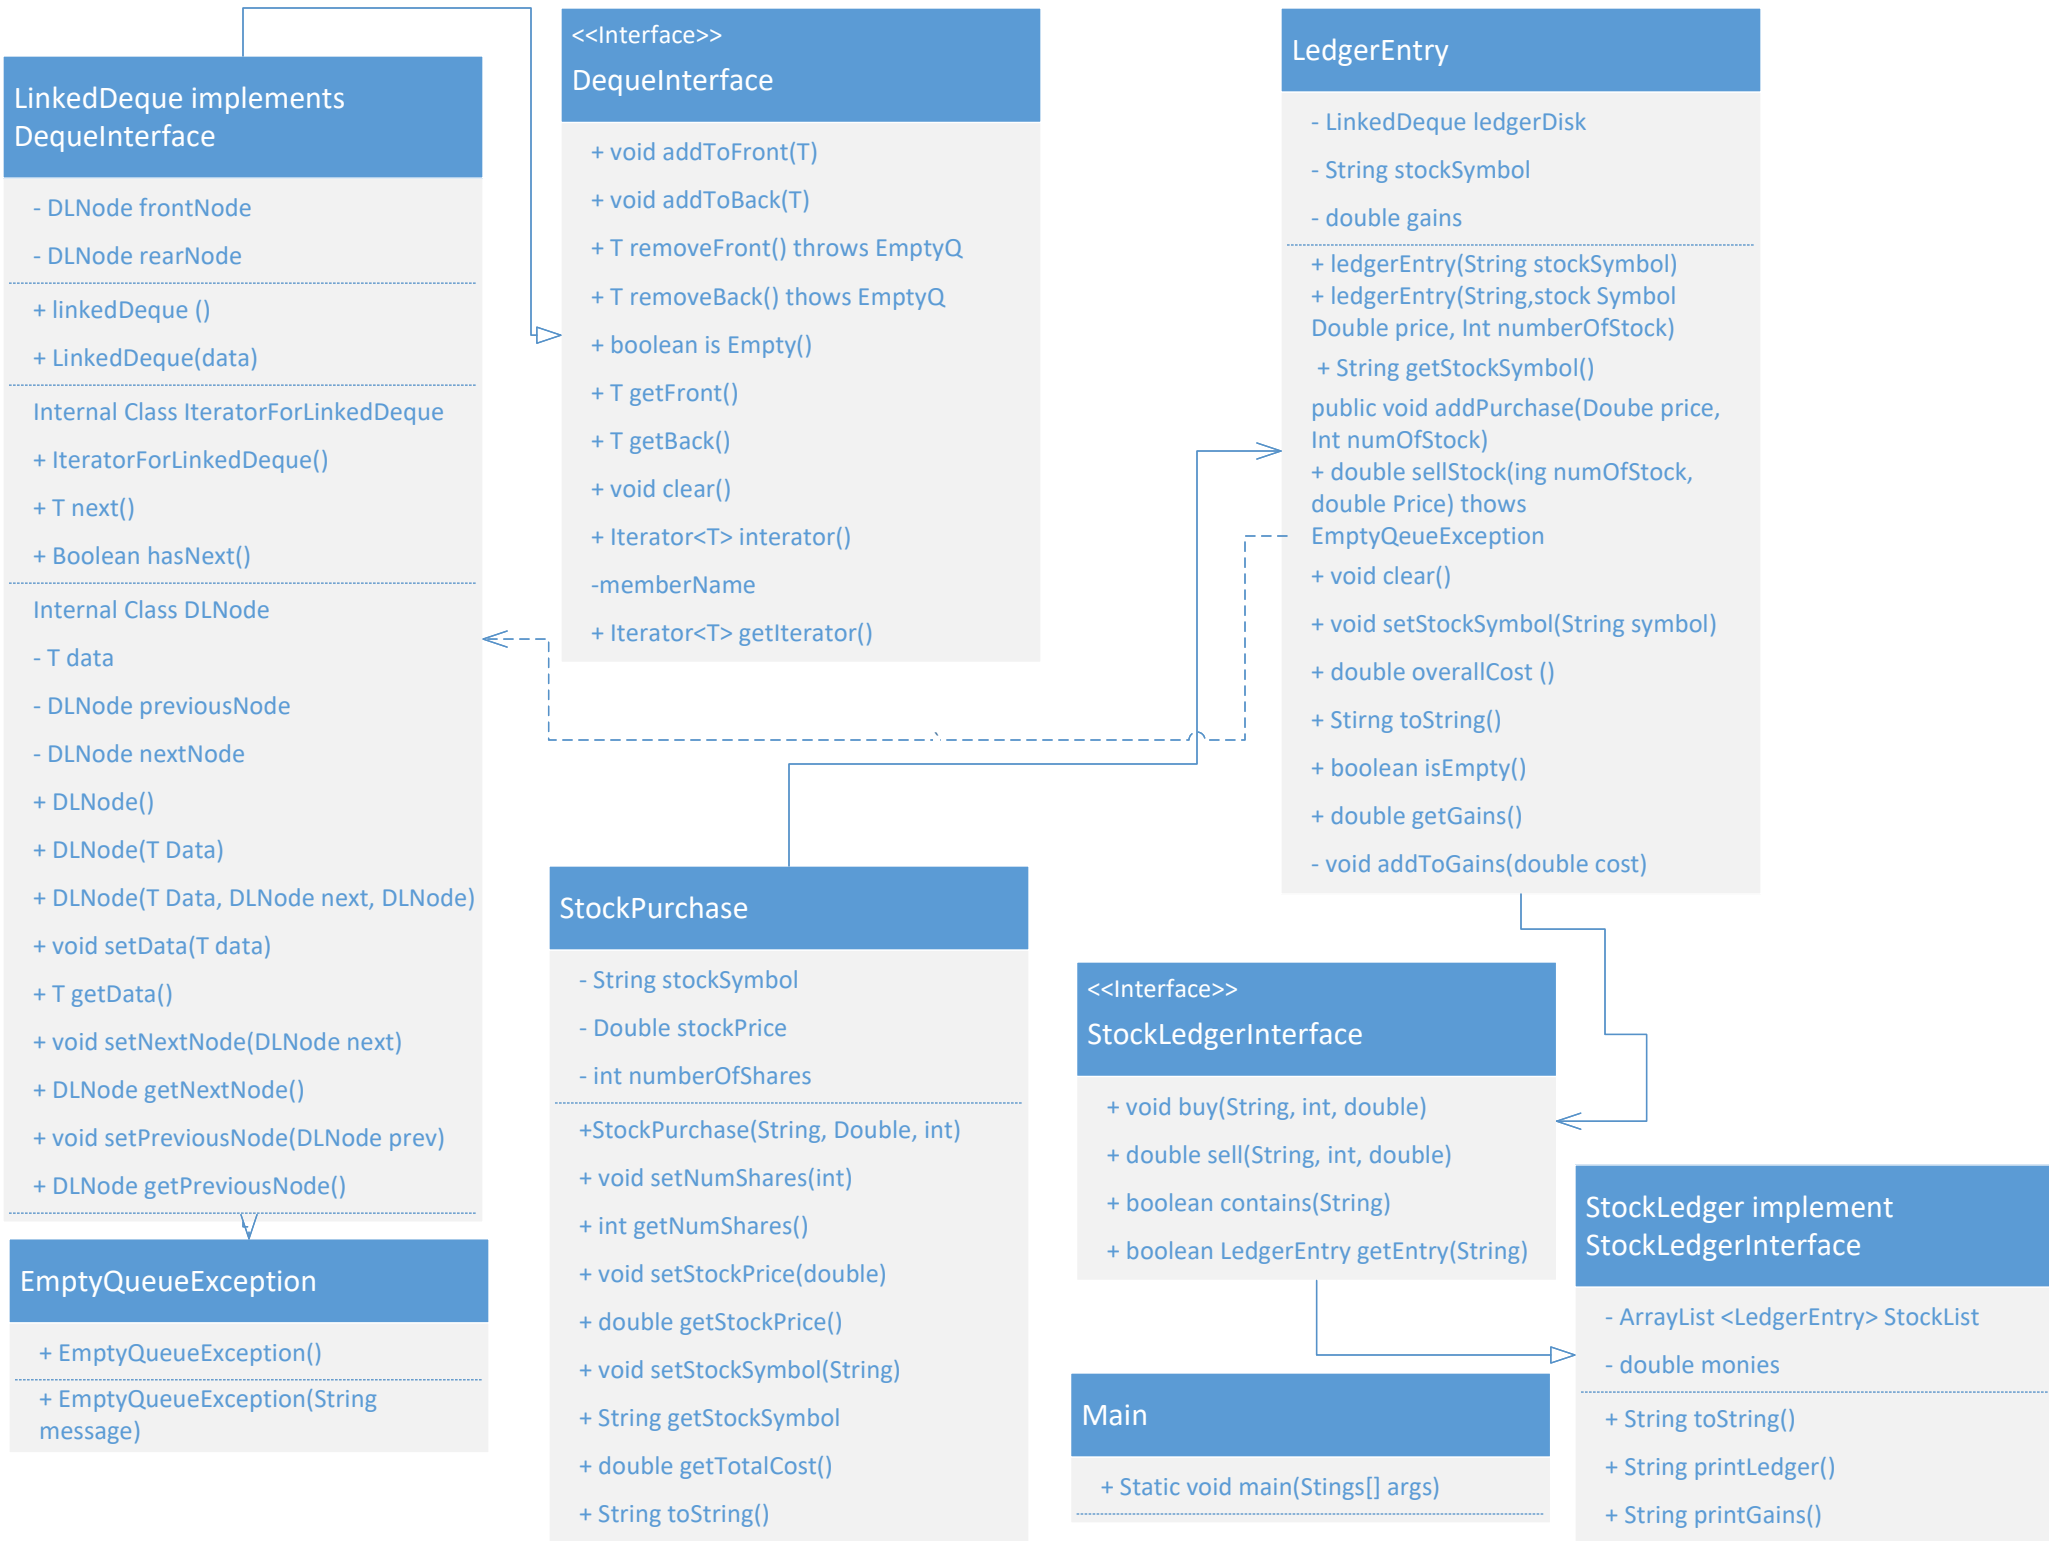 LinkedDeque implements
DequeInterface
- DLNode frontNode
- DLNode rearNode
+ linkedDeque ()
+ LinkedDeque(data)
Internal Class IteratorForLinkedDeque
+ IteratorForLinkedDeque()
+ T next()
+ Boolean hasNext()
Internal Class DLNode
- T data
- DLNode previousNode
- DLNode nextNode
+ DLNode()
+ DLNode(T Data)
+ DLNode(T Data, DLNode next, DLNode)
+ void setData(T data)
+ T getData()
+ void setNextNode(DLNode next)
+ DLNode getNextNode()
+ void setPreviousNode(DLNode prev)
+ DLNode getPreviousNode()
EmptyQueueException
+ EmptyQueueException()
+ EmptyQueueException(String
message)
<<Interface>>
DequeInterface
+ void addToFront(T)
+ void addToBack(T)
+ T removeFront() throws EmptyQ
+ T removeBack() thows EmptyQ
+ boolean is Empty()
+ T getFront()
+ T getBack()
+ void clear()
+ Iterator<T> interator()
-memberName
+ Iterator<T> getIterator()
StockPurchase
- String stockSymbol
- Double stockPrice
- int numberOfShares
+StockPurchase(String, Double, int)
+ void setNumShares(int)
+ int getNumShares()
+ void setStockPrice(double)
+ double getStockPrice()
+ void setStockSymbol(String)
+ String getStockSymbol
+ double getTotalCost()
+ String toString()
LedgerEntry
- LinkedDeque ledgerDisk
- String stockSymbol
- double gains
+ ledgerEntry(String stockSymbol)
+ ledgerEntry(String,stock Symbol
Double price, Int numberOfStock)
+ String getStockSymbol()
public void addPurchase(Doube price,
Int numOfStock)
+ double sellStock(ing numOfStock,
double Price) thows
EmptyQeueException
+ void clear()
+ void setStockSymbol(String symbol)
+ double overallCost ()
+ Stirng toString()
+ boolean isEmpty()
+ double getGains()
- void addToGains(double cost)
<<Interface>>
StockLedgerInterface
+ void buy(String, int, double)
+ double sell(String, int, double)
+ boolean contains(String)
+ boolean LedgerEntry getEntry(String)
Main
+ Static void main(Stings[] args)
StockLedger implement
StockLedgerInterface
- ArrayList <LedgerEntry> StockList
- double monies
+ String toString()
+ String printLedger()
+ String printGains()